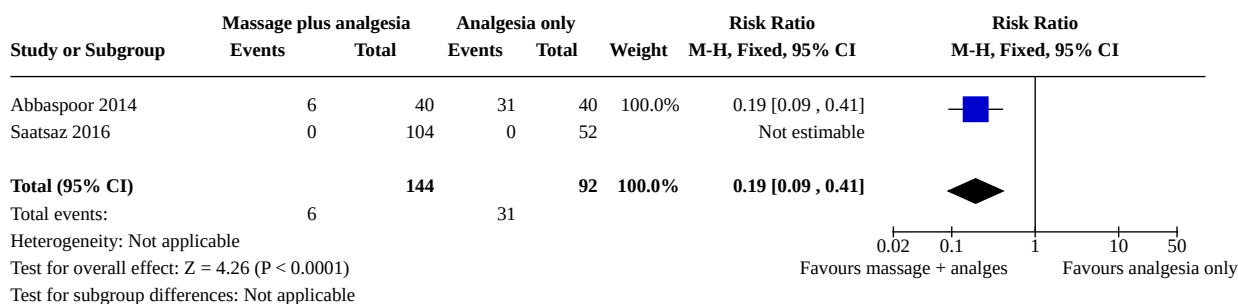 Massage plus analgesia Analgesia only Risk Ratio Risk Ratio
Study or Subgroup Events Total Events Total Weight M-H, Fixed, 95% CI M-H, Fixed, 95% CI
Abbaspoor 2014 6 40 31 40 100.0% 0.19 [0.09 , 0.41]
Saatsaz 2016 0 104 0 52 Not estimable
Total (95% CI) 144 92 100.0% 0.19 [0.09 , 0.41]
Total events: 6 31
Heterogeneity: Not applicable
0.02 0.1 1 10 50
Test for overall effect: Z = 4.26 (P < 0.0001) Favours massage + analges Favours analgesia only
Test for subgroup differences: Not applicable